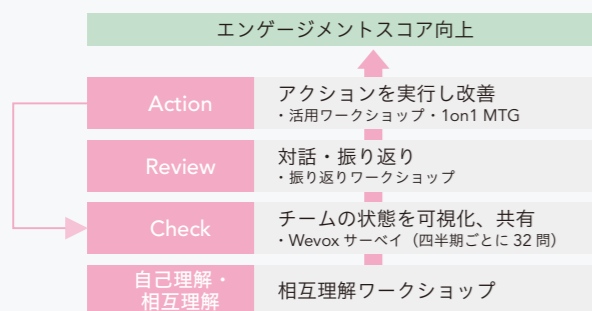 エンゲージメントスコア向上
Action
アクションを実行し改善
・活用ワークショップ・1on1 MTG
Review
対話・振り返り
・振り返りワークショップ
Check
チームの状態を可視化、共有
・Wevox サーベイ（四半期ごとに 32 問）
自己理解・
相互理解
相互理解ワークショップ